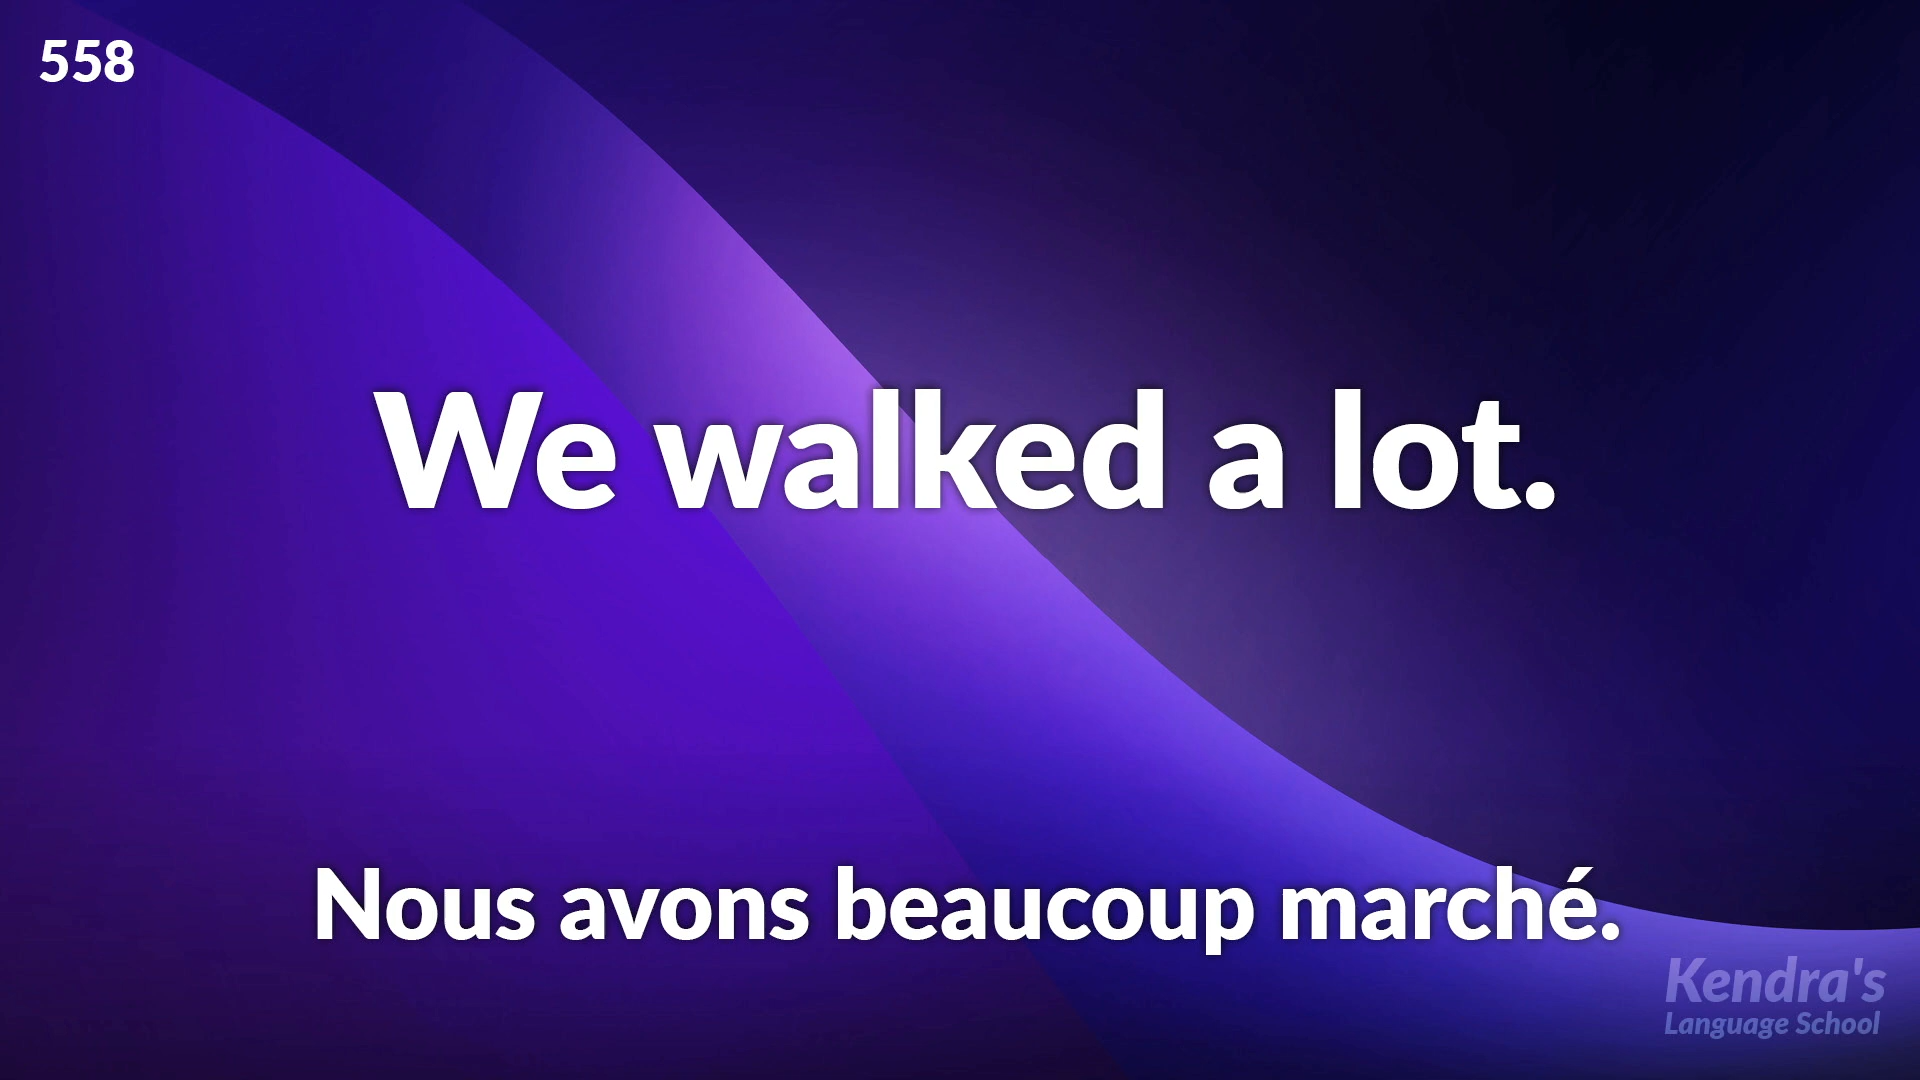 558
We walked a lot.
Nous avons beaucoup marché.
Kendra's
Language School